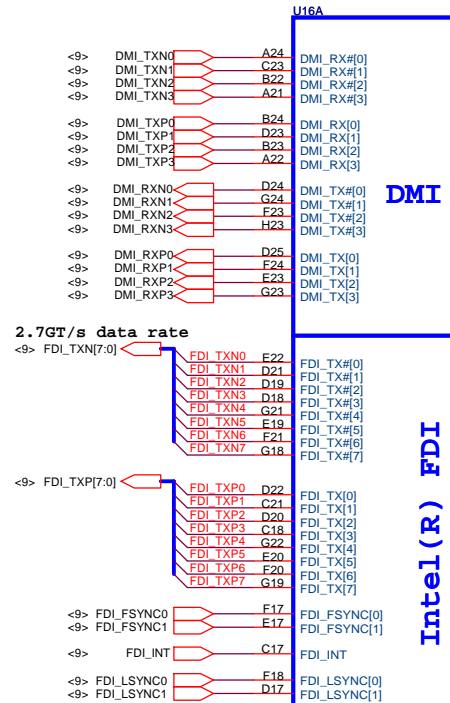 U16A
<9> DMI_TXN0 A24 DMI_RX#[0]
<9> DMI_TXN1 C23 DMI_RX#[1]
<9> DMI_TXN2 B22 DMI_RX#[2]
<9> DMI_TXN3 A21 DMI_RX#[3]
<9> DMI_TXP0 B24 DMI_RX[0]
<9> DMI_TXP1 D23 DMI_RX[1]
<9> DMI_TXP2 B23 DMI_RX[2]
<9> DMI_TXP3 A22 DMI_RX[3]
DMI
<9> DMI_RXN0 D24 DMI_TX#[0]
<9> DMI_RXN1 G24 DMI_TX#[1]
<9> DMI_RXN2 F23 DMI_TX#[2]
<9> DMI_RXN3 H23 DMI_TX#[3]
<9> DMI_RXP0 D25 DMI_TX[0]
<9> DMI_RXP1 F24 DMI_TX[1]
<9> DMI_RXP2 E23 DMI_TX[2]
<9> DMI_RXP3 G23 DMI_TX[3]
2.7GT/s data rate
<9> FDI_TXN[7:0]
FDI_TXN0 E22 FDI_TX#[0]
FDI_TXN1 D21 FDI_TX#[1]
FDI_TXN2 D19 FDI_TX#[2]
FDI_TXN3 D18 FDI_TX#[3]
FDI_TXN4 G21 FDI_TX#[4]
FDI_TXN5 E19 FDI_TX#[5]
FDI_TXN6 F21 FDI_TX#[6]
FDI_TXN7 G18 FDI_TX#[7]
<9> FDI_TXP[7:0]
FDI_TXP0 D22 FDI_TX[0]
FDI_TXP1 C21 FDI_TX[1]
FDI_TXP2 D20 FDI_TX[2]
FDI_TXP3 C18 FDI_TX[3]
FDI_TXP4 G22 FDI_TX[4]
FDI_TXP5 E20 FDI_TX[5]
FDI_TXP6 F20 FDI_TX[6]
FDI_TXP7 G19 FDI_TX[7]
Intel(R) FDI
<9> FDI_FSYNC0 F17 FDI_FSYNC[0]
<9> FDI_FSYNC1 E17 FDI_FSYNC[1]
<9> FDI_INT C17 FDI_INT
<9> FDI_LSYNC0 F18 FDI_LSYNC[0]
<9> FDI_LSYNC1 D17 FDI_LSYNC[1]